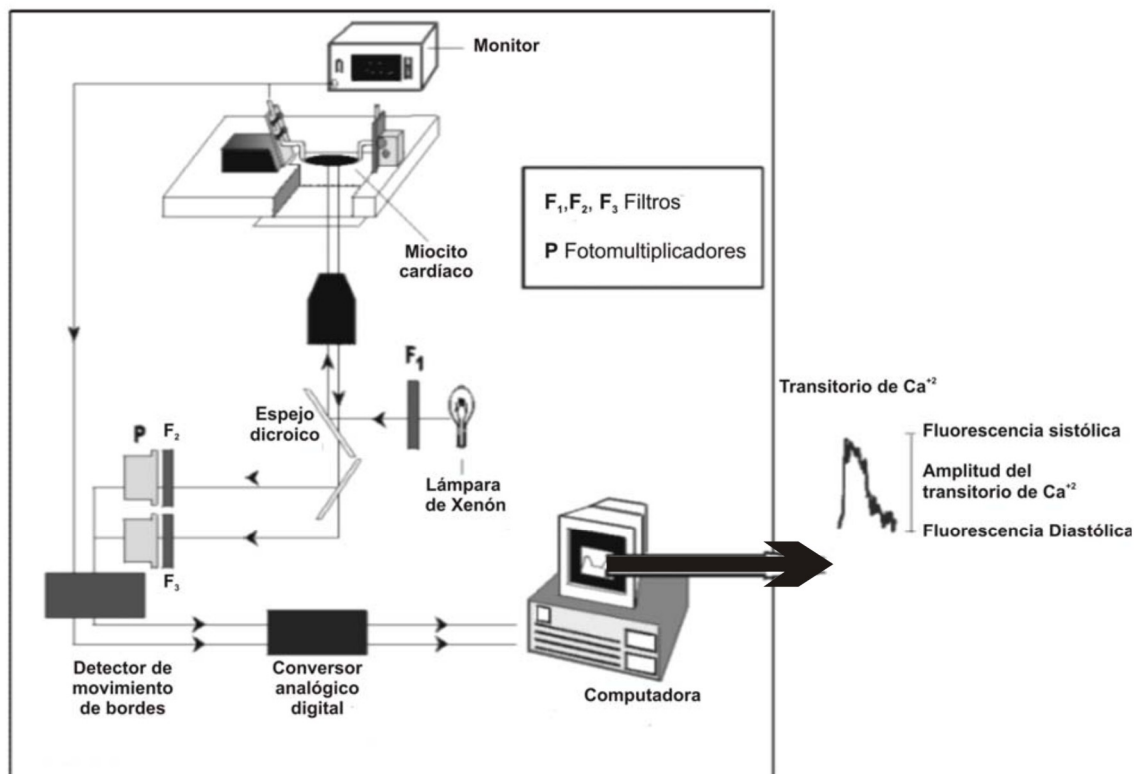 Monitor
Miocito
cardíaco
F₁,F₂, F₃ Filtros
P Fotomultiplicadores
F₁
Espejo
dicroico
Lámpara
de Xenón
P
F₂
F₃
Detector de
movimiento
de bordes
Conversor
analógico
digital
Computadora
Transitorio de Ca⁺²
Fluorescencia sistólica
Amplitud del
transitorio de Ca⁺²
Fluorescencia Diastólica